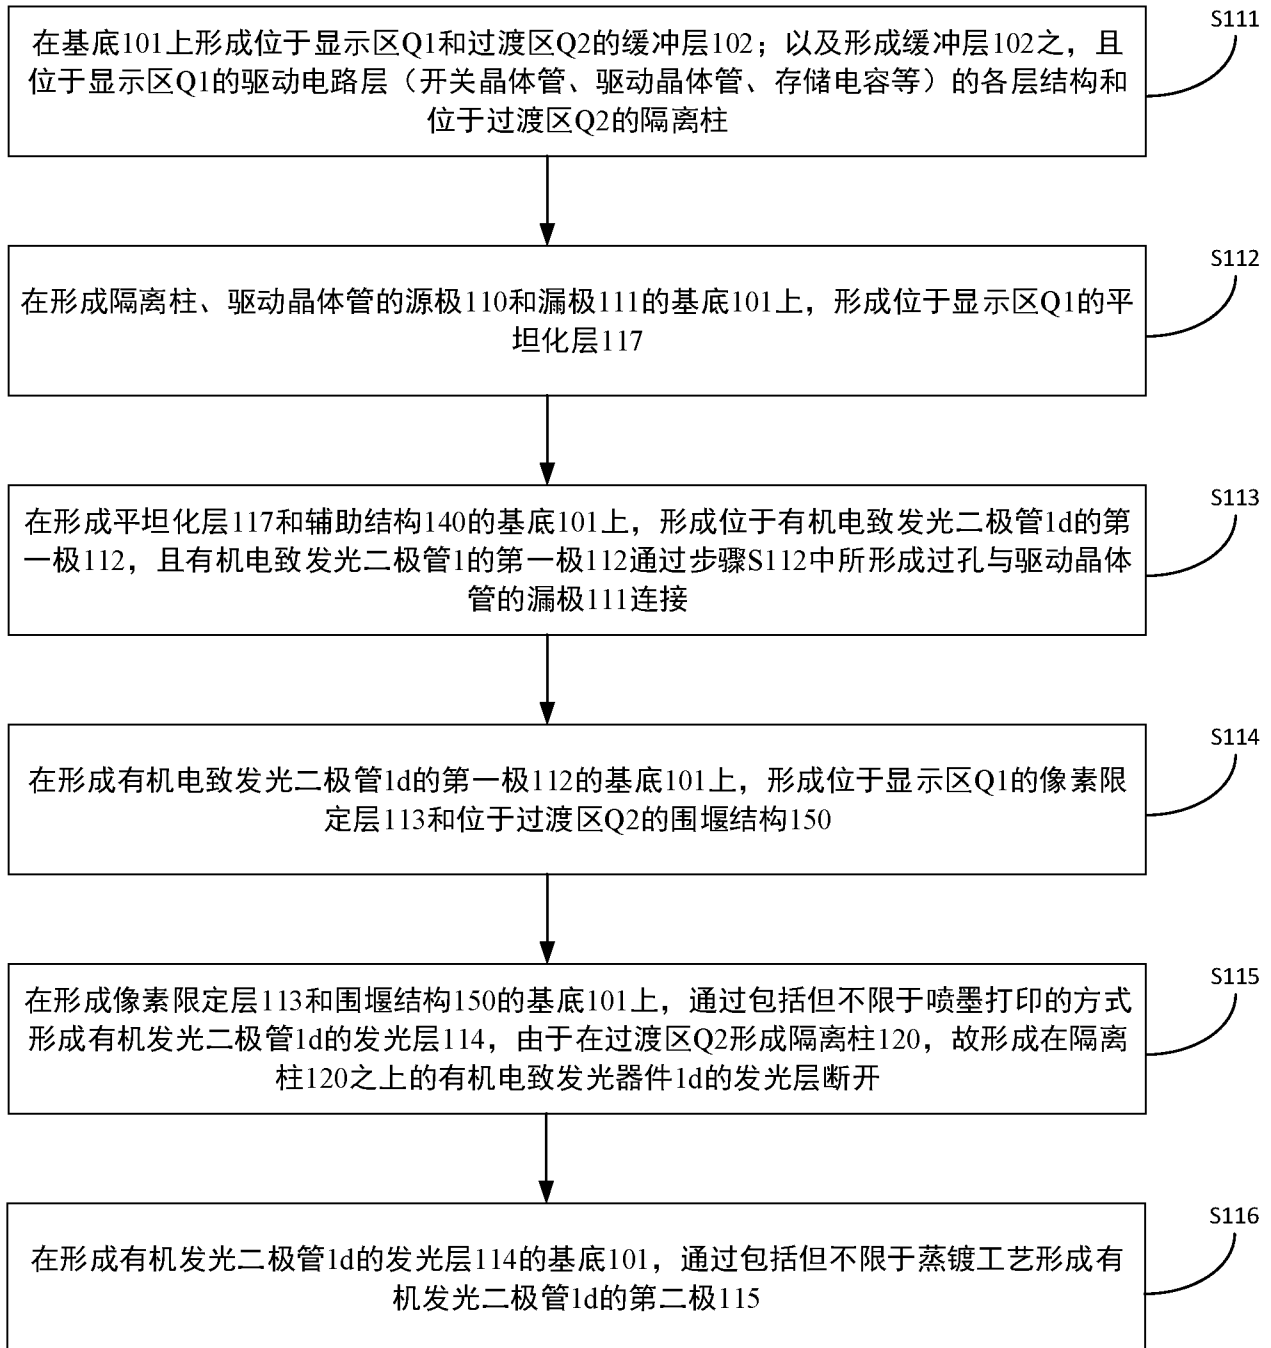 S111
在基底101上形成位于显示区Q1和过渡区Q2的缓冲层102；以及形成缓冲层102之，且
位于显示区Q1的驱动电路层（开关晶体管、驱动晶体管、存储电容等）的各层结构和
位于过渡区Q2的隔离柱
S112
在形成隔离柱、驱动晶体管的源极110和漏极111的基底101上，形成位于显示区Q1的平
坦化层117
S113
在形成平坦化层117和辅助结构140的基底101上，形成位于有机电致发光二极管1d的第
一极112，且有机电致发光二极管1的第一极112通过步骤S112中所形成过孔与驱动晶体
管的漏极111连接
S114
在形成有机电致发光二极管1d的第一极112的基底101上，形成位于显示区Q1的像素限
定层113和位于过渡区Q2的围堰结构150
S115
在形成像素限定层113和围堰结构150的基底101上，通过包括但不限于喷墨打印的方式
形成有机发光二极管1d的发光层114，由于在过渡区Q2形成隔离柱120，故形成在隔离
柱120之上的有机电致发光器件1d的发光层断开
S116
在形成有机发光二极管1d的发光层114的基底101，通过包括但不限于蒸镀工艺形成有
机发光二极管1d的第二极115